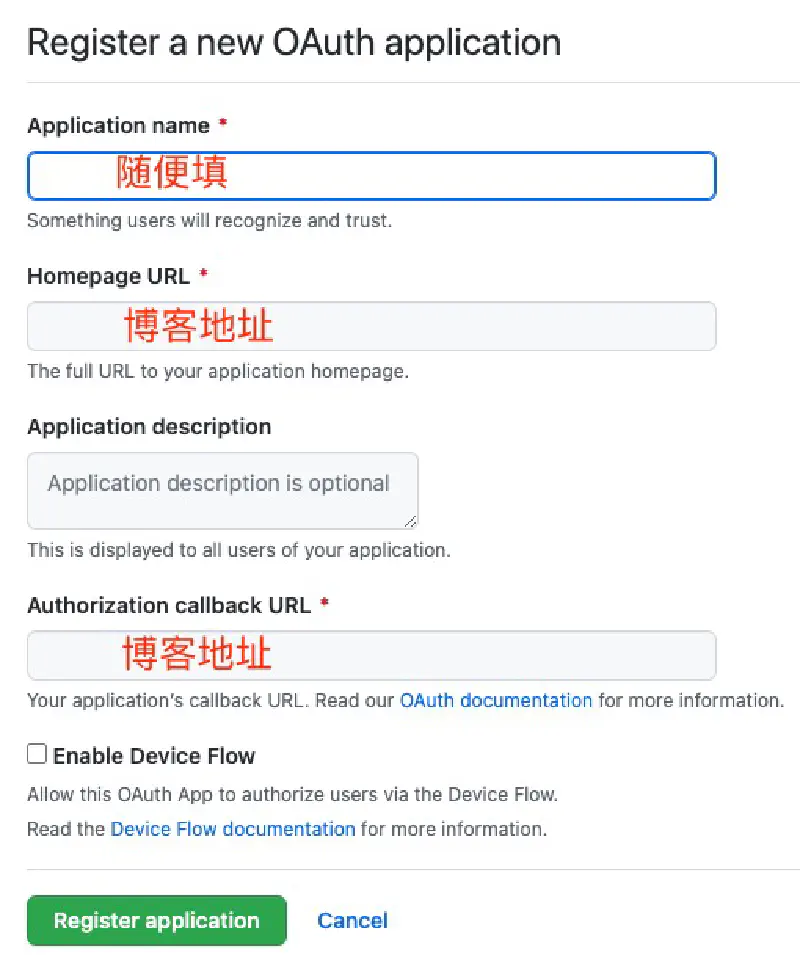 Register a new OAuth application
Application name *
随便填
Something users will recognize and trust.
Homepage URL *
博客地址
The full URL to your application homepage.
Application description
Application description is optional
This is displayed to all users of your application.
Authorization callback URL *
博客地址
Your application's callback URL. Read our OAuth documentation for more information.
Enable Device Flow
Allow this OAuth App to authorize users via the Device Flow.
Read the Device Flow documentation for more information.
Register application Cancel